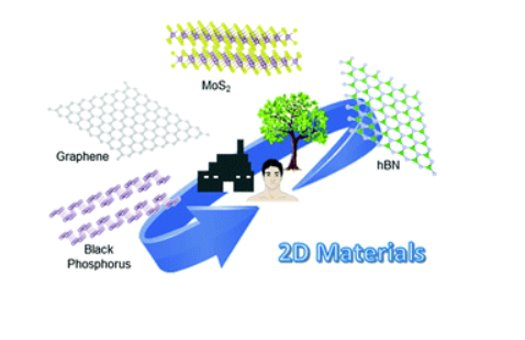 MoS₂
Graphene
hBN
Black
Phosphorus
2D Materials